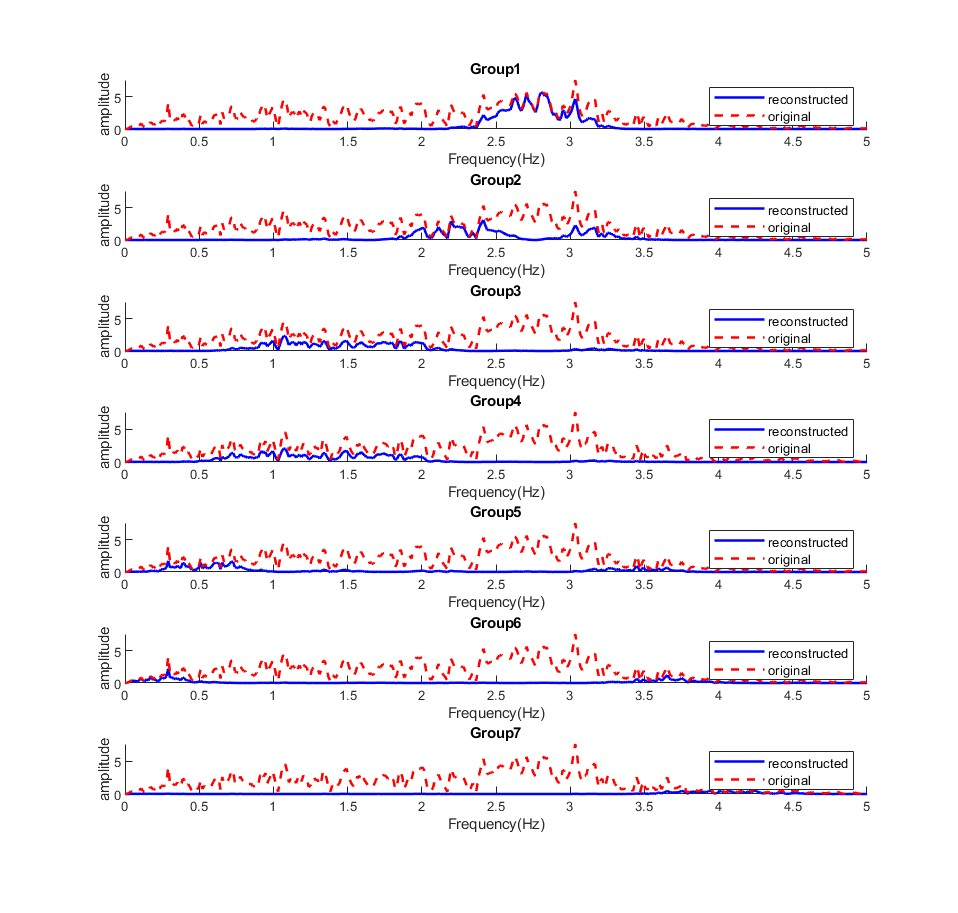 Group1
amplitude
5
0
0 0.5 1 1.5 2 2.5 3 3.5 4 4.5 5
Frequency(Hz)
reconstructed
original
Group2
amplitude
5
0
0 0.5 1 1.5 2 2.5 3 3.5 4 4.5 5
Frequency(Hz)
reconstructed
original
Group3
amplitude
5
0
0 0.5 1 1.5 2 2.5 3 3.5 4 4.5 5
Frequency(Hz)
reconstructed
original
Group4
amplitude
5
0
0 0.5 1 1.5 2 2.5 3 3.5 4 4.5 5
Frequency(Hz)
reconstructed
original
Group5
amplitude
5
0
0 0.5 1 1.5 2 2.5 3 3.5 4 4.5 5
Frequency(Hz)
reconstructed
original
Group6
amplitude
5
0
0 0.5 1 1.5 2 2.5 3 3.5 4 4.5 5
Frequency(Hz)
reconstructed
original
Group7
amplitude
5
0
0 0.5 1 1.5 2 2.5 3 3.5 4 4.5 5
Frequency(Hz)
reconstructed
original